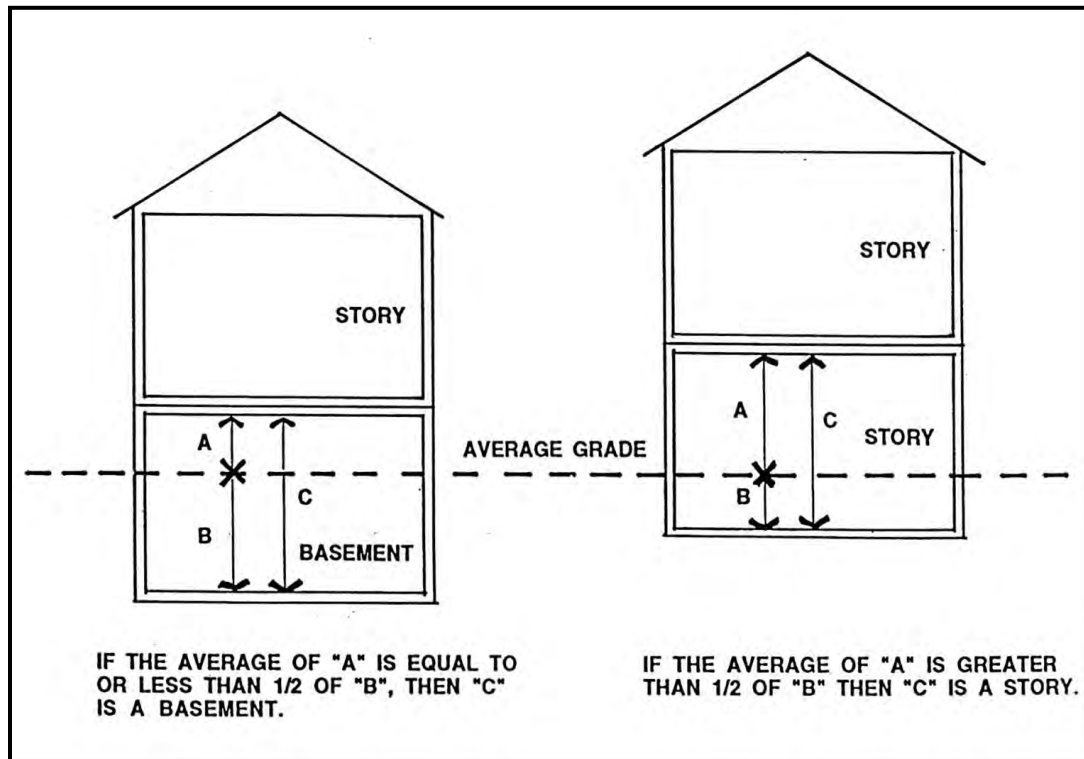 STORY
A
B
C
BASEMENT
AVERAGE GRADE
STORY
A
C
STORY
B
IF THE AVERAGE OF "A" IS EQUAL TO
OR LESS THAN 1/2 OF "B", THEN "C"
IS A BASEMENT.
IF THE AVERAGE OF "A" IS GREATER
THAN 1/2 OF "B" THEN "C" IS A STORY.